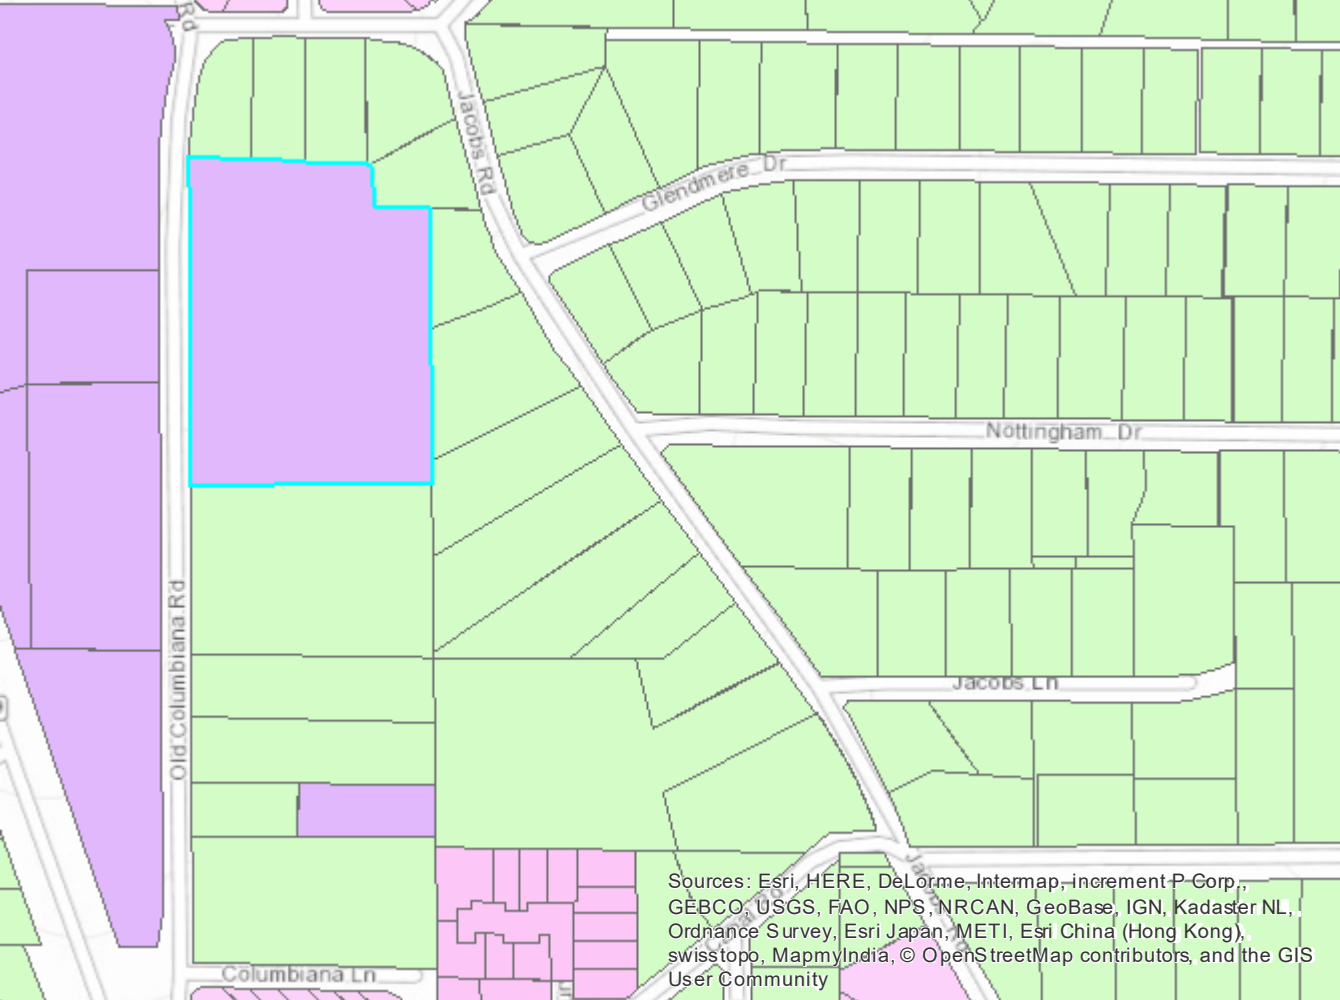 Rd
Jacobs Rd
Glendmere Dr
Nottingham Dr
Old Columbiana Rd
Jacobs Ln
Columbiana Ln
Sources: Esri, HERE, DeLorme, Intermap, increment P Corp.,
GEBCO, USGS, FAO, NPS, NRCAN, GeoBase, IGN, Kadaster NL,
Ordnance Survey, Esri Japan, METI, Esri China (Hong Kong),
swisstopo, MapmyIndia, © OpenStreetMap contributors, and the GIS
User Community